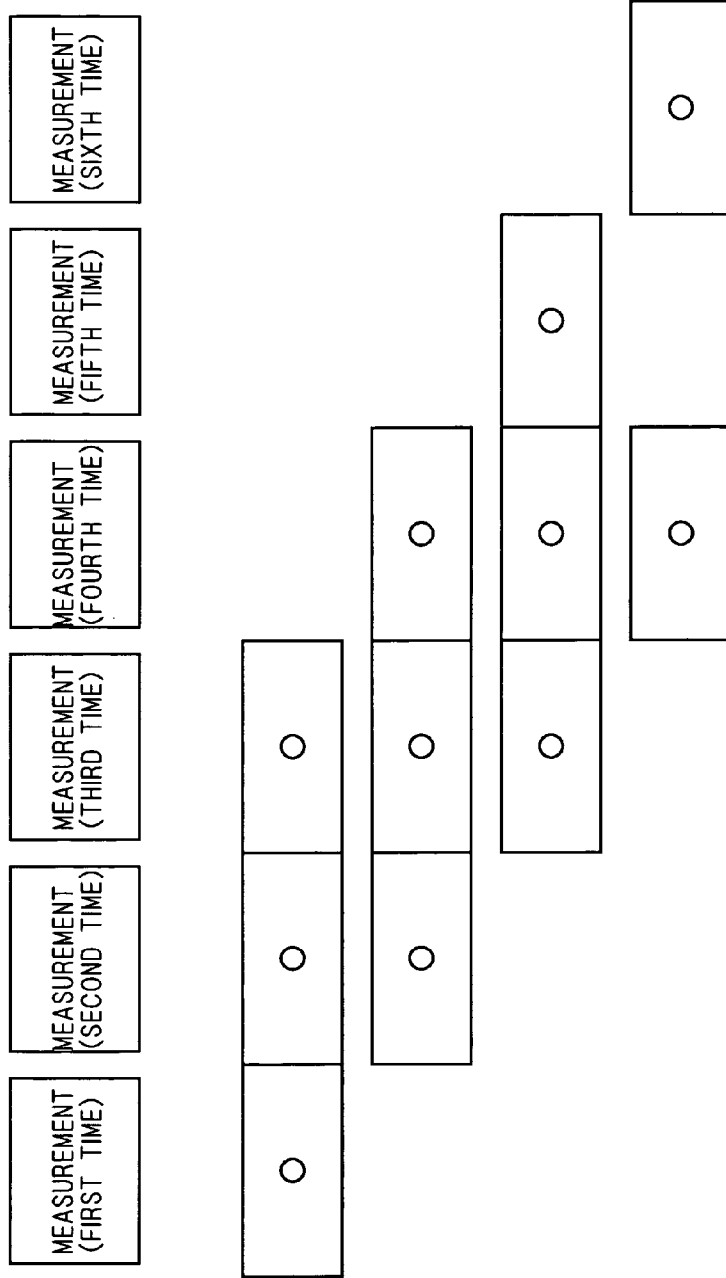 MEASUREMENT
(FIRST TIME)
MEASUREMENT
(SECOND TIME)
MEASUREMENT
(THIRD TIME)
MEASUREMENT
(FOURTH TIME)
MEASUREMENT
(FIFTH TIME)
MEASUREMENT
(SIXTH TIME)